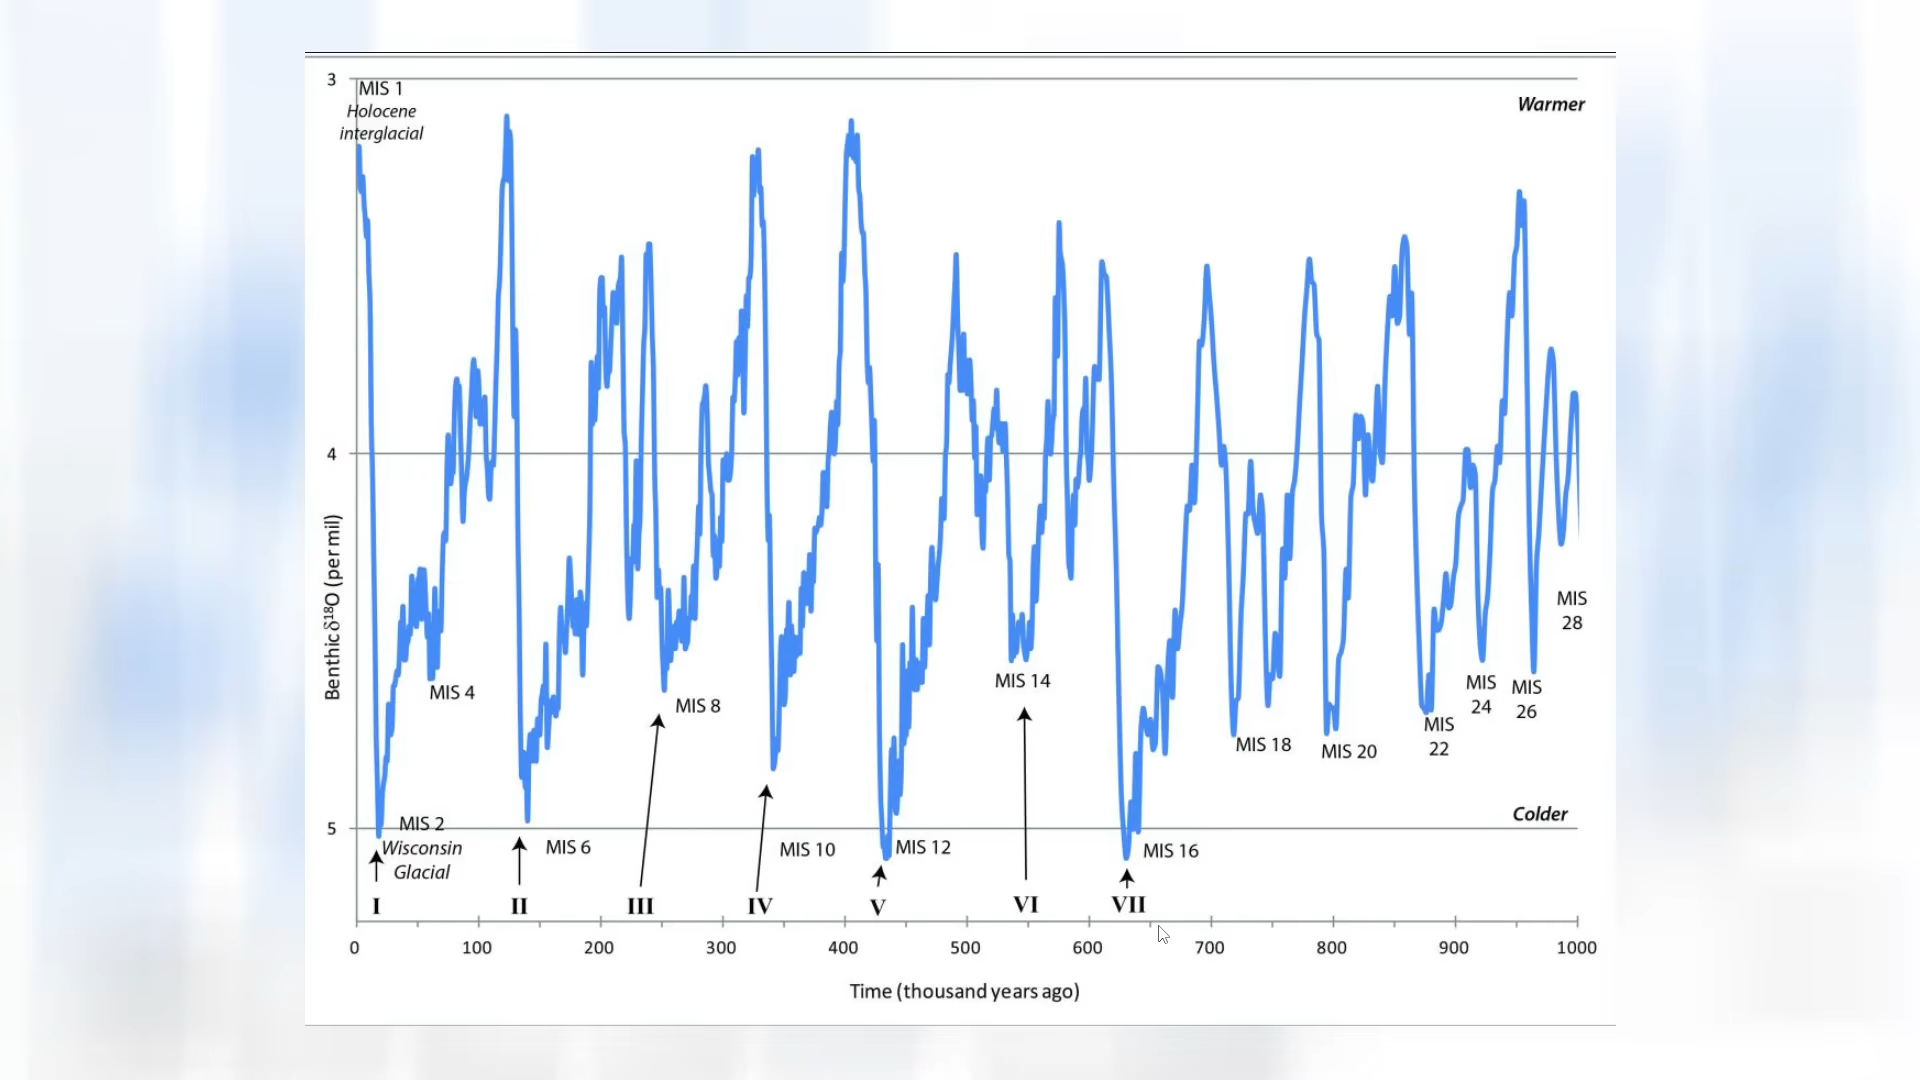 3
MIS 1
Holocene
interglacial
Warmer
4
Benthic δ¹⁸O (per mil)
MIS 4
MIS 8
MIS 14
MIS
28
MIS
24
MIS
26
MIS
22
MIS 18
MIS 20
Colder
5
MIS 2
Wisconsin
Glacial
MIS 6
MIS 10
MIS 12
MIS 16
I II III IV V VI VII
0 100 200 300 400 500 600 700 800 900 1000
Time (thousand years ago)